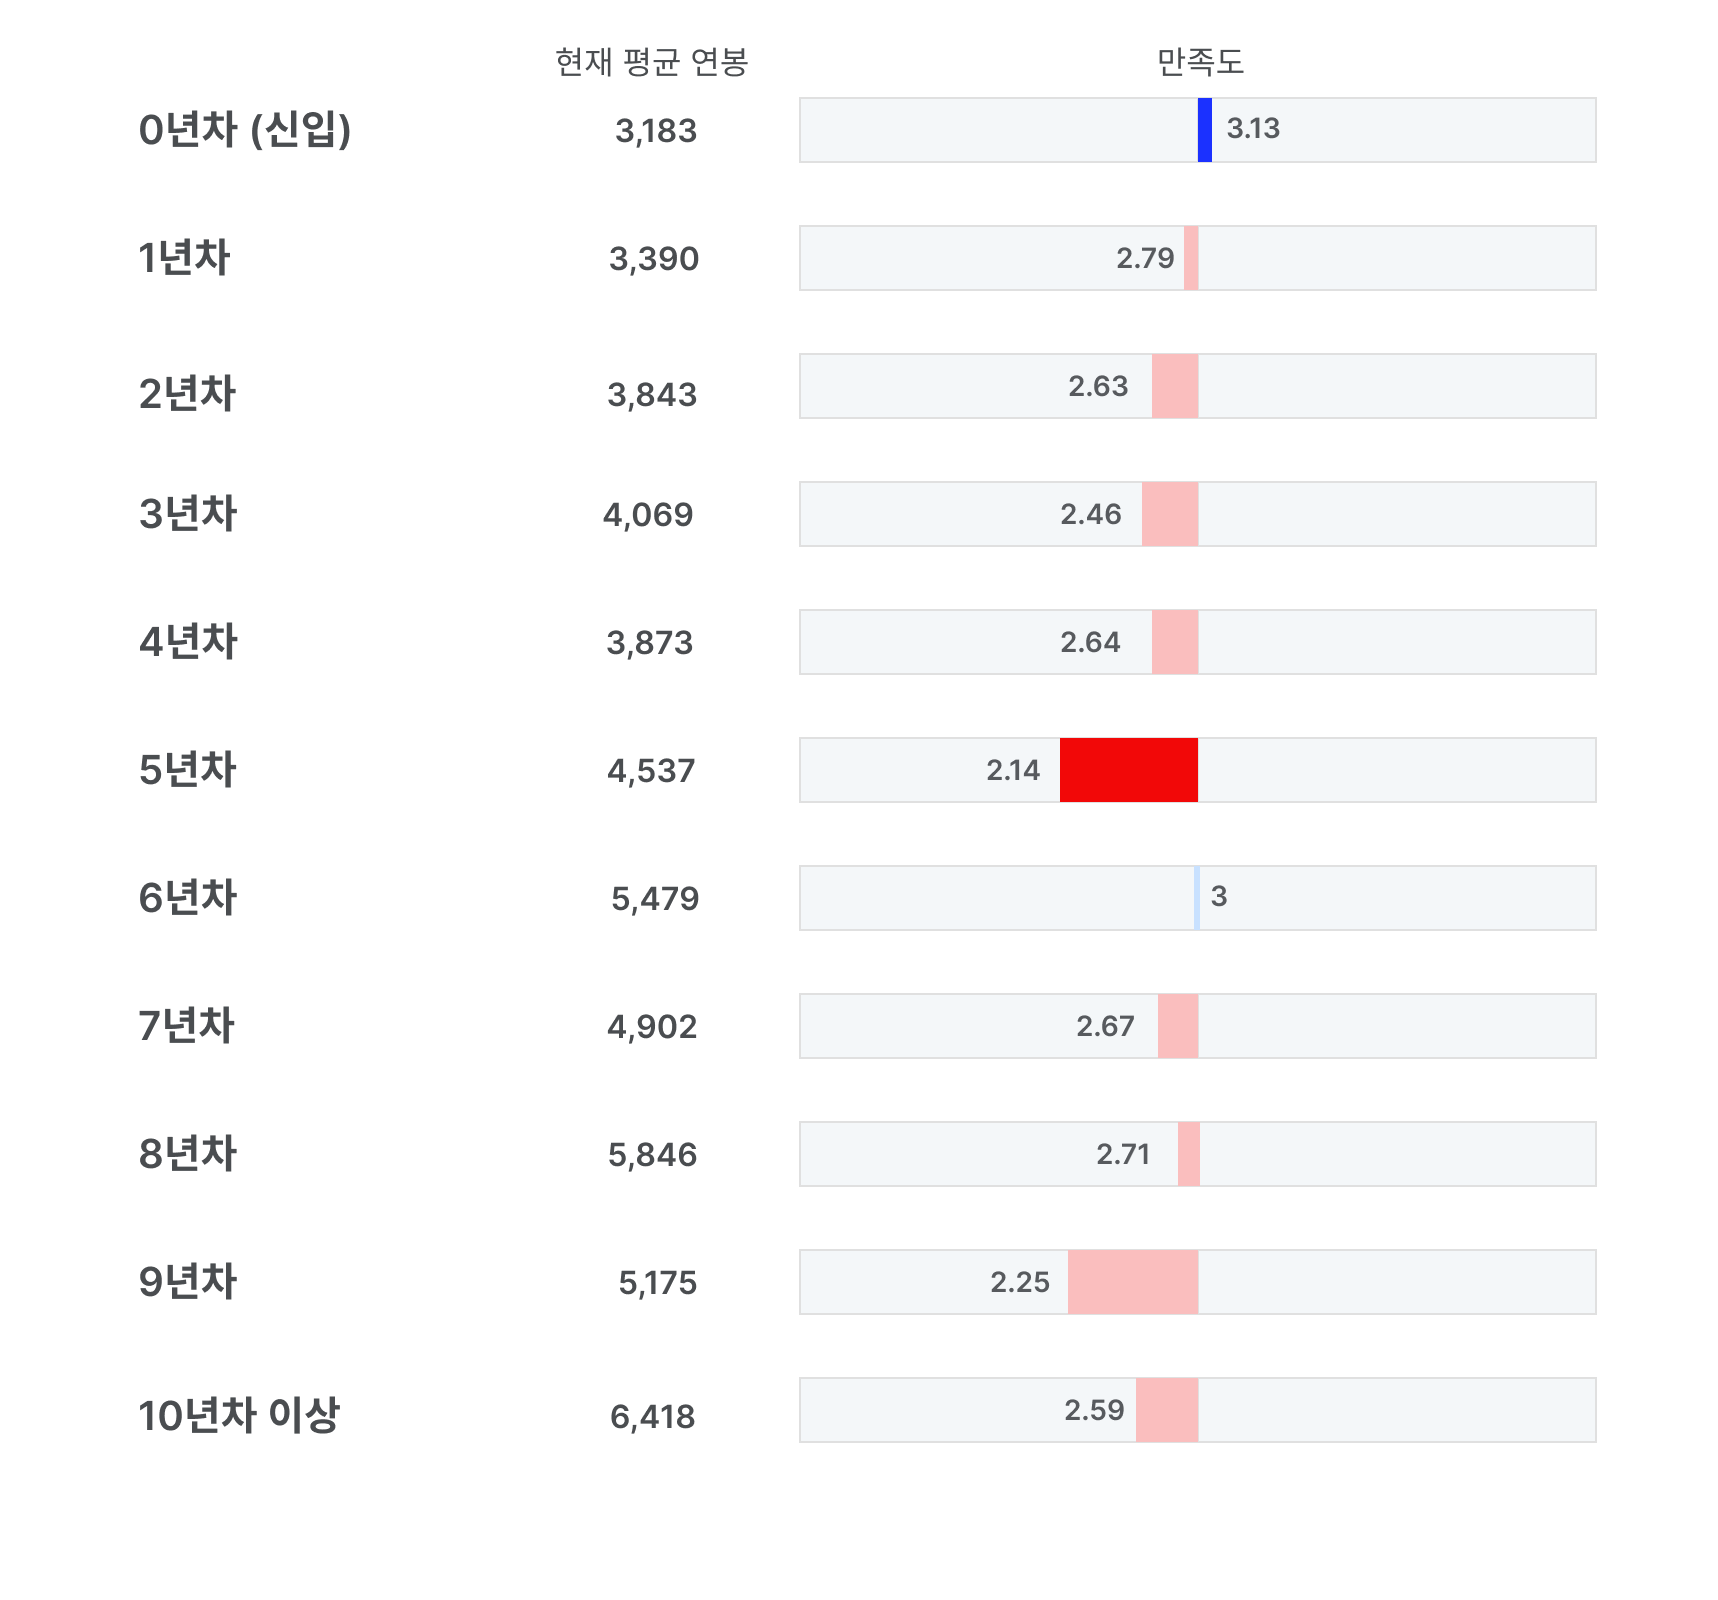 현재 평균 연봉 만족도
0년차 (신입) 3,183 3.13
1년차 3,390 2.79
2년차 3,843 2.63
3년차 4,069 2.46
4년차 3,873 2.64
5년차 4,537 2.14
6년차 5,479 3
7년차 4,902 2.67
8년차 5,846 2.71
9년차 5,175 2.25
10년차 이상 6,418 2.59